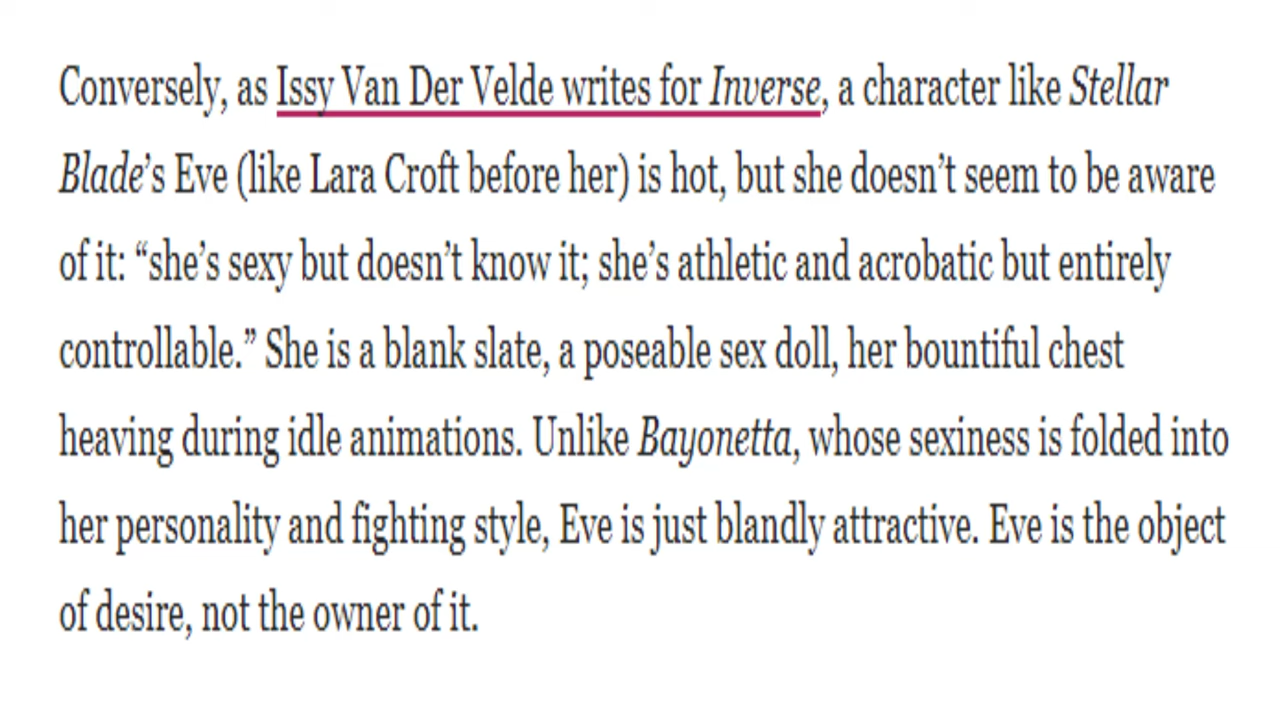 Conversely, as Issy Van Der Velde writes for Inverse, a character like Stellar
Blade’s Eve (like Lara Croft before her) is hot, but she doesn’t seem to be aware
of it: “she’s sexy but doesn’t know it; she’s athletic and acrobatic but entirely
controllable.” She is a blank slate, a poseable sex doll, her bountiful chest
heaving during idle animations. Unlike Bayonetta, whose sexiness is folded into
her personality and fighting style, Eve is just blandly attractive. Eve is the object
of desire, not the owner of it.